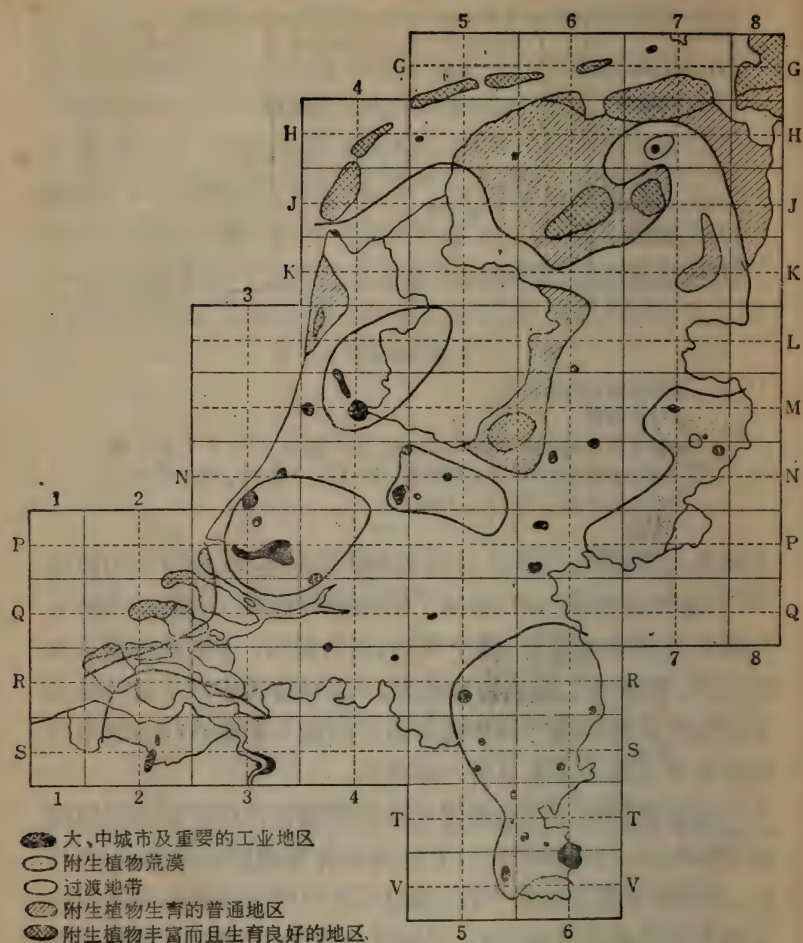 5 6 7 8
G G
4
H H
J J
K K
3
L L
M M
N N
1 2
P P
Q Q
7 8
R R
S S
1 2 3 4
T T
V V
5 6
大、中城市及重要的工业地区
附生植物荒漠
过渡地带
附生植物生育的普通地区
附生植物丰富而且生育良好的地区